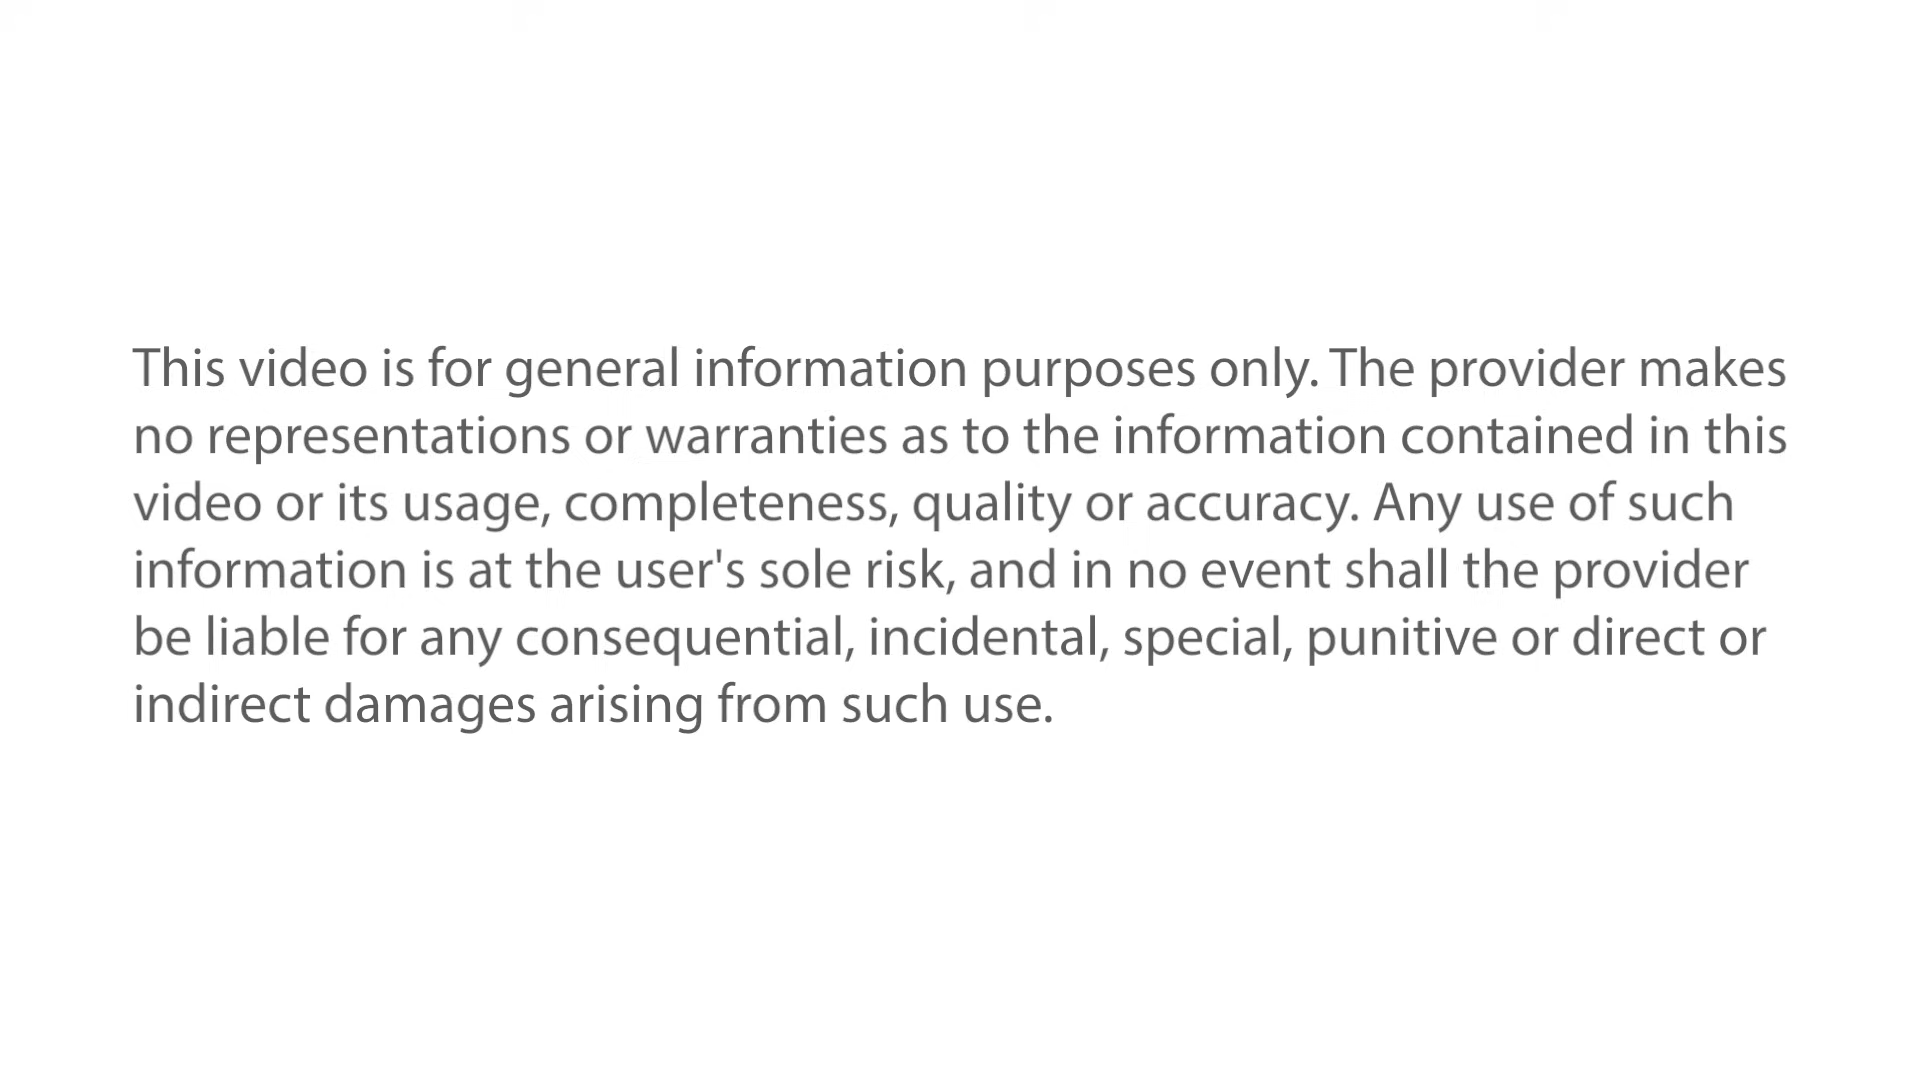 This video is for general information purposes only. The provider makes
no representations or warranties as to the information contained in this
video or its usage, completeness, quality or accuracy. Any use of such
information is at the user's sole risk, and in no event shall the provider
be liable for any consequential, incidental, special, punitive or direct or
indirect damages arising from such use.